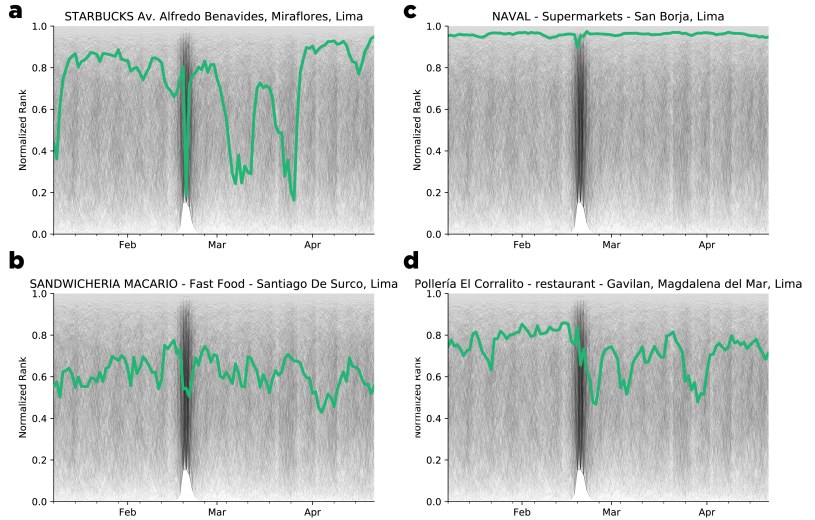 a
STARBUCKS Av. Alfredo Benavides, Miraflores, Lima
1.0
0.8
0.6
0.4
0.2
0.0
Normalized Rank
Feb Mar Apr
c
NAVAL - Supermarkets - San Borja, Lima
1.0
0.8
0.6
0.4
0.2
0.0
Normalized Rank
Feb Mar Apr
b
SANDWICHERIA MACARIO - Fast Food - Santiago De Surco, Lima
1.0
0.8
0.6
0.4
0.2
0.0
Normalized Rank
Feb Mar Apr
d
Pollería El Corralito - restaurant - Gavilan, Magdalena del Mar, Lima
1.0
0.8
0.6
0.4
0.2
0.0
Normalized Rank
Feb Mar Apr